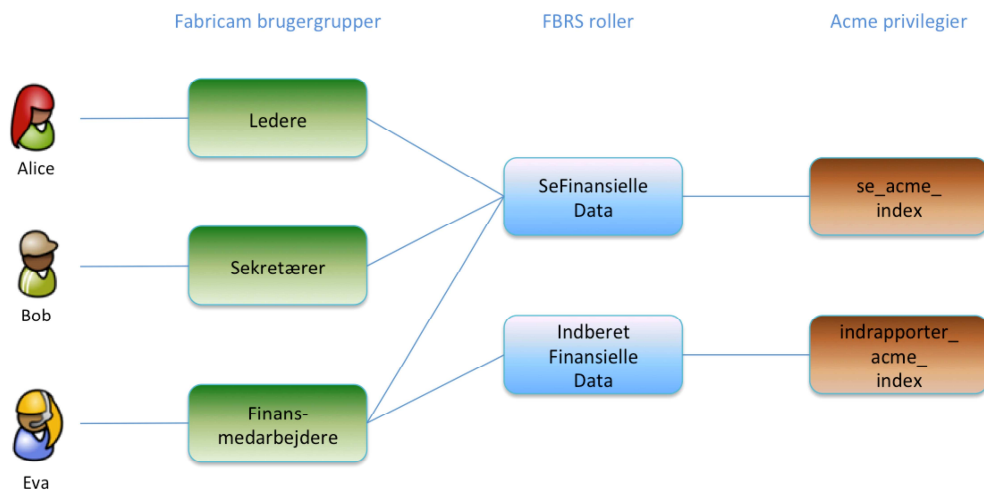 Fabricam brugergrupper
FBRS roller
Acme privilegier
Alice
Ledere
SeFinansielle
Data
se_acme_
index
Bob
Sekretærer
Indberet
Finansielle
Data
indrapporter_
acme_
index
Eva
Finans-
medarbejdere